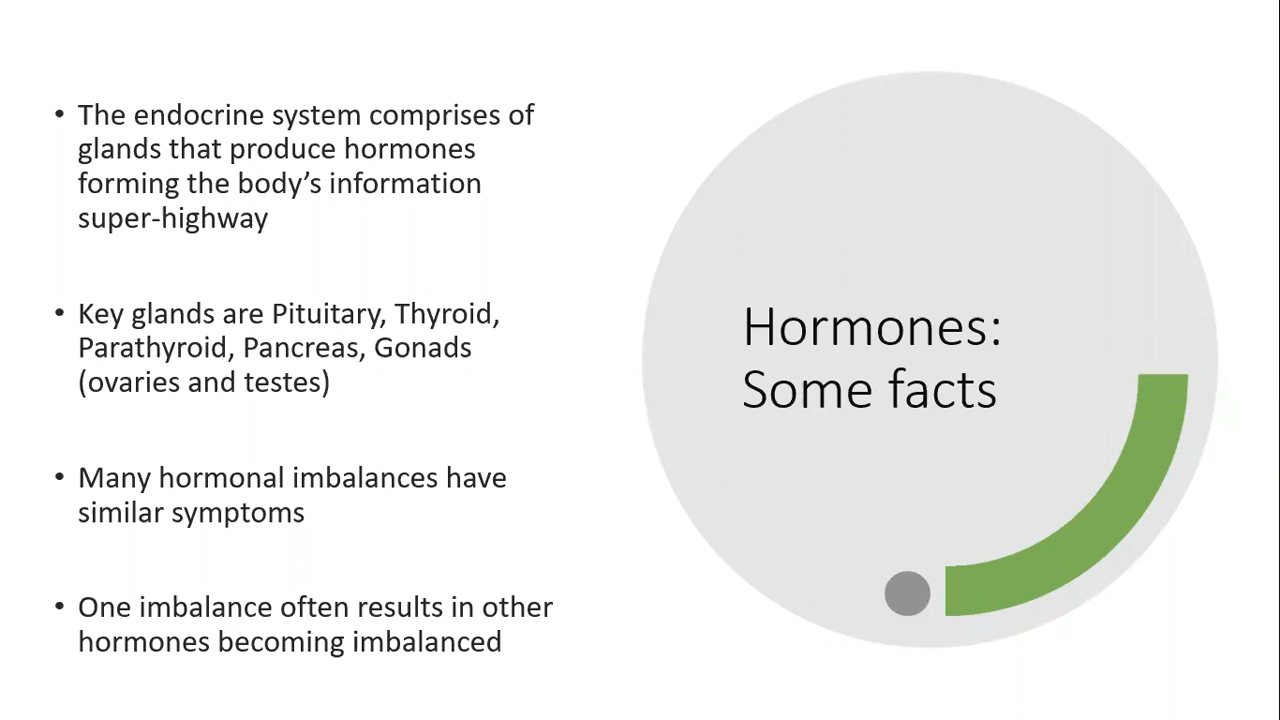 • The endocrine system comprises of
glands that produce hormones
forming the body’s information
super-highway
• Key glands are Pituitary, Thyroid,
Parathyroid, Pancreas, Gonads
(ovaries and testes)
• Many hormonal imbalances have
similar symptoms
• One imbalance often results in other
hormones becoming imbalanced
Hormones:
Some facts